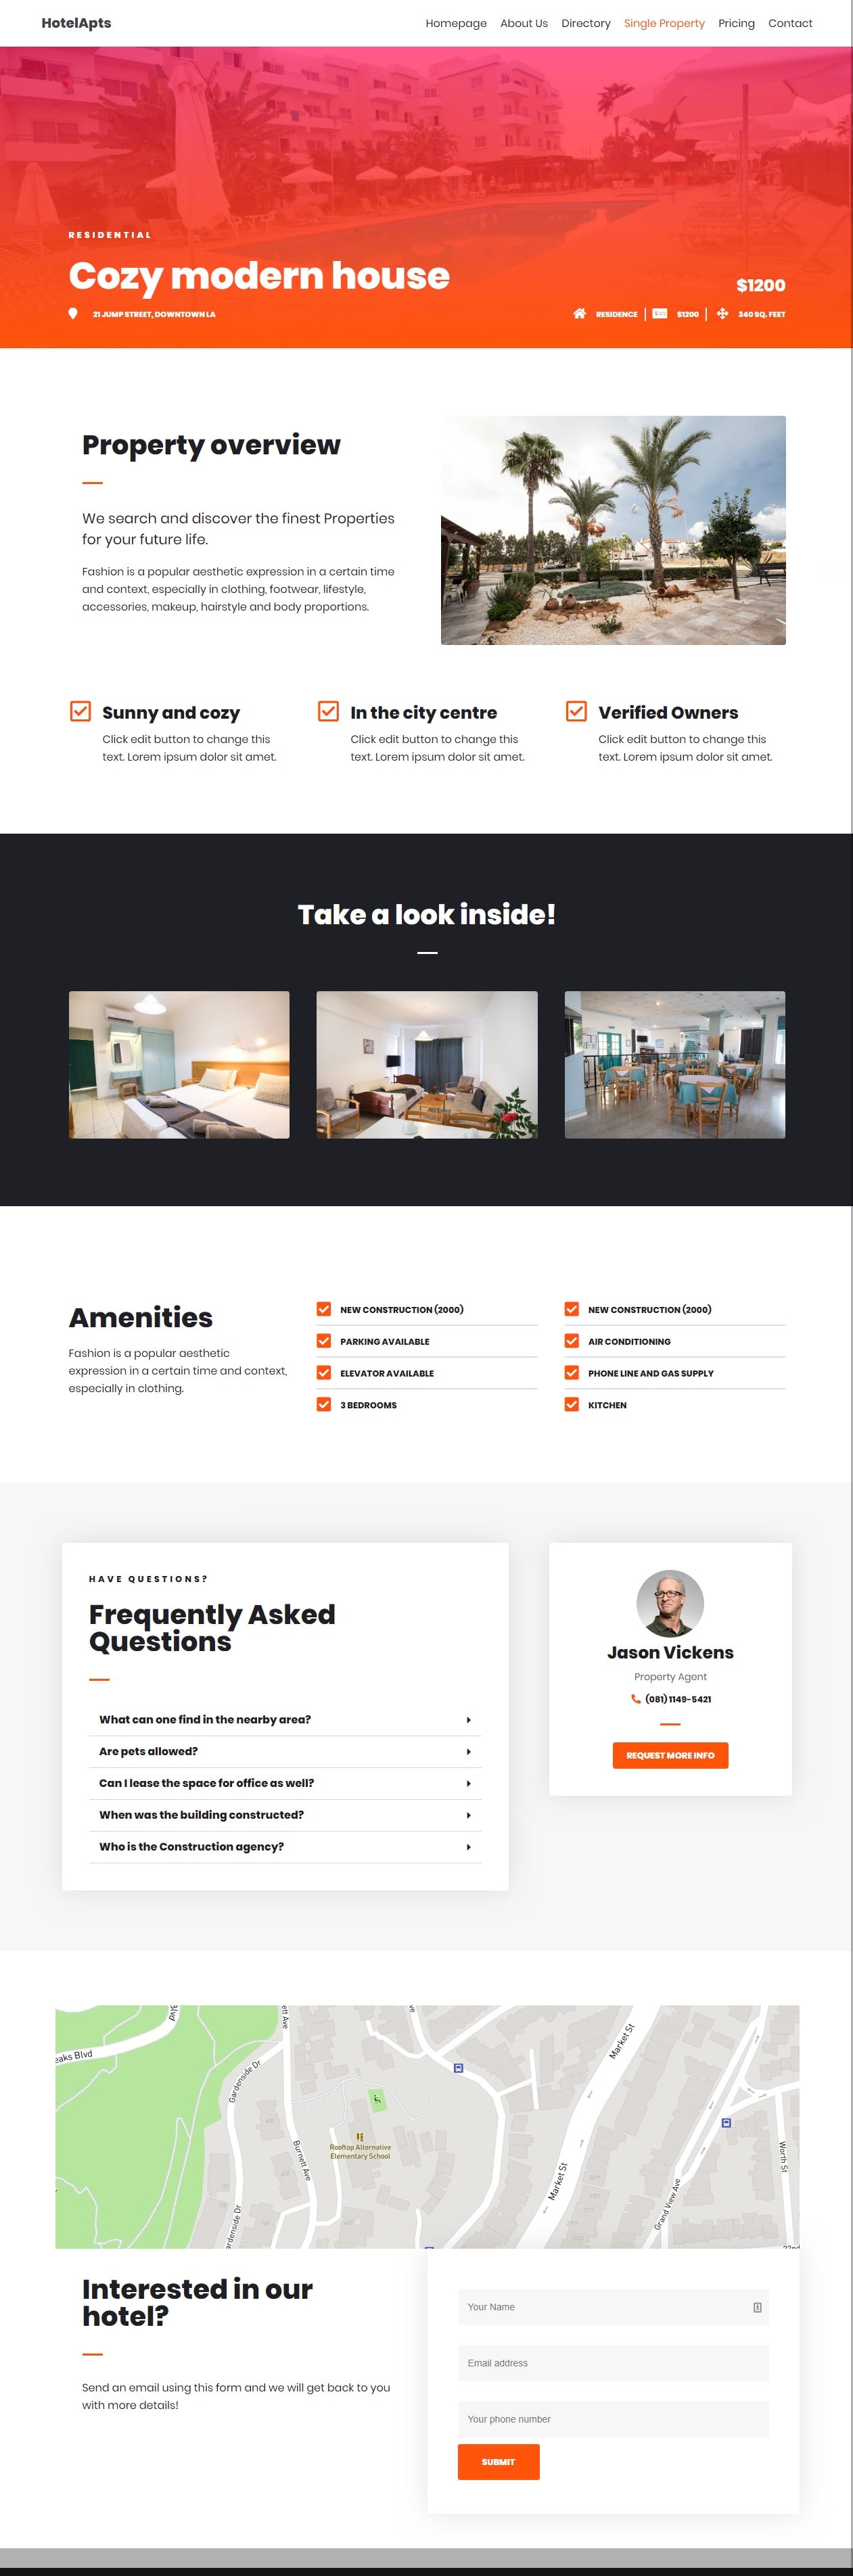 HotelApts
Homepage About Us Directory Single Property Pricing Contact
RESIDENTIAL
Cozy modern house
$1200
21 JUMP STREET, DOWNTOWN LA
RESIDENCE $1200 340 SQ. FEET
Property overview
We search and discover the finest Properties
for your future life.
Fashion is a popular aesthetic expression in a certain time
and context, especially in clothing, footwear, lifestyle,
accessories, makeup, hairstyle and body proportions.
Sunny and cozy
Click edit button to change this
text. Lorem ipsum dolor sit amet.
In the city centre
Click edit button to change this
text. Lorem ipsum dolor sit amet.
Verified Owners
Click edit button to change this
text. Lorem ipsum dolor sit amet.
Take a look inside!
Amenities
Fashion is a popular aesthetic
expression in a certain time and context,
especially in clothing.
NEW CONSTRUCTION (2000)
PARKING AVAILABLE
ELEVATOR AVAILABLE
3 BEDROOMS
NEW CONSTRUCTION (2000)
AIR CONDITIONING
PHONE LINE AND GAS SUPPLY
KITCHEN
HAVE QUESTIONS?
Frequently Asked
Questions
What can one find in the nearby area?
Are pets allowed?
Can I lease the space for office as well?
When was the building constructed?
Who is the Construction agency?
Jason Vickens
Property Agent
(081) 1149-5421
REQUEST MORE INFO
eaks Blvd
Blvd
ett Ave
ve
Gardenside Dr
Market St
Rooftop Alternative
Elementary School
Burnett Ave
Market St
Grand View Ave
Worth St
ardenside Dr
22nd
Interested in our
hotel?
Send an email using this form and we will get back to you
with more details!
Your Name
Email address
Your phone number
SUBMIT